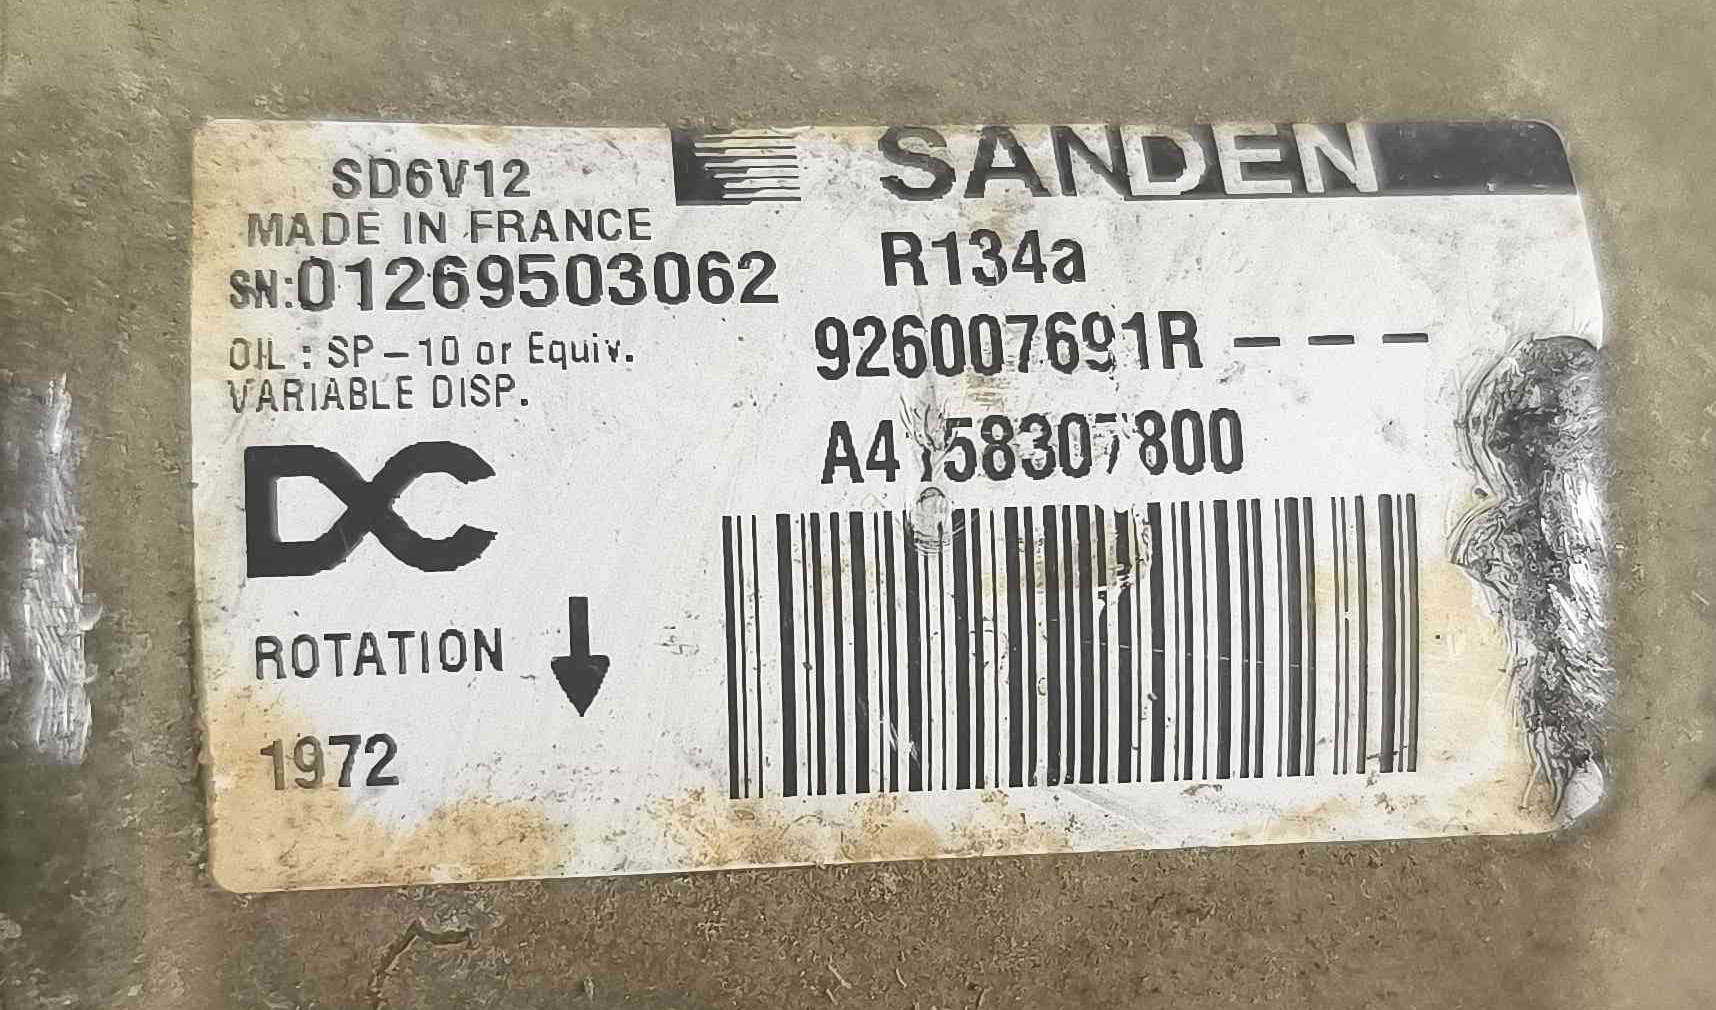 SD6V12
SANDEN
MADE IN FRANCE
SN:01269503062
R134a
OIL : SP-10 or Equiv.
926007691R---
VARIABLE DISP.
DC
ROTATION
1972